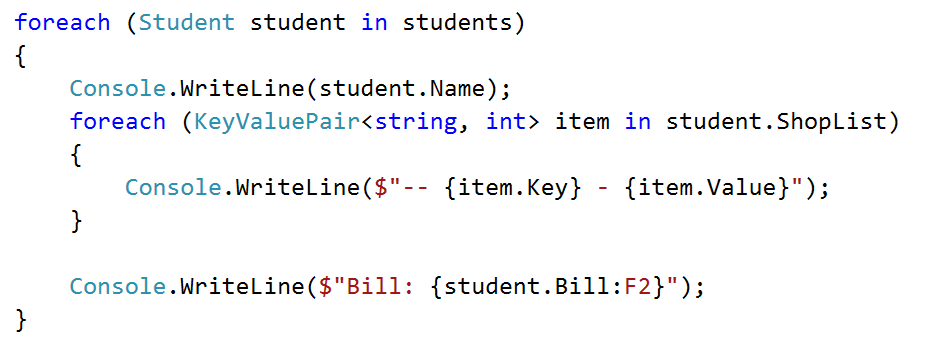 foreach (Student student in students)
{
    Console.WriteLine(student.Name);
    foreach (KeyValuePair<string, int> item in student.ShopList)
    {
        Console.WriteLine($"-- {item.Key} - {item.Value}");
    }

    Console.WriteLine($"Bill: {student.Bill:F2}");
}